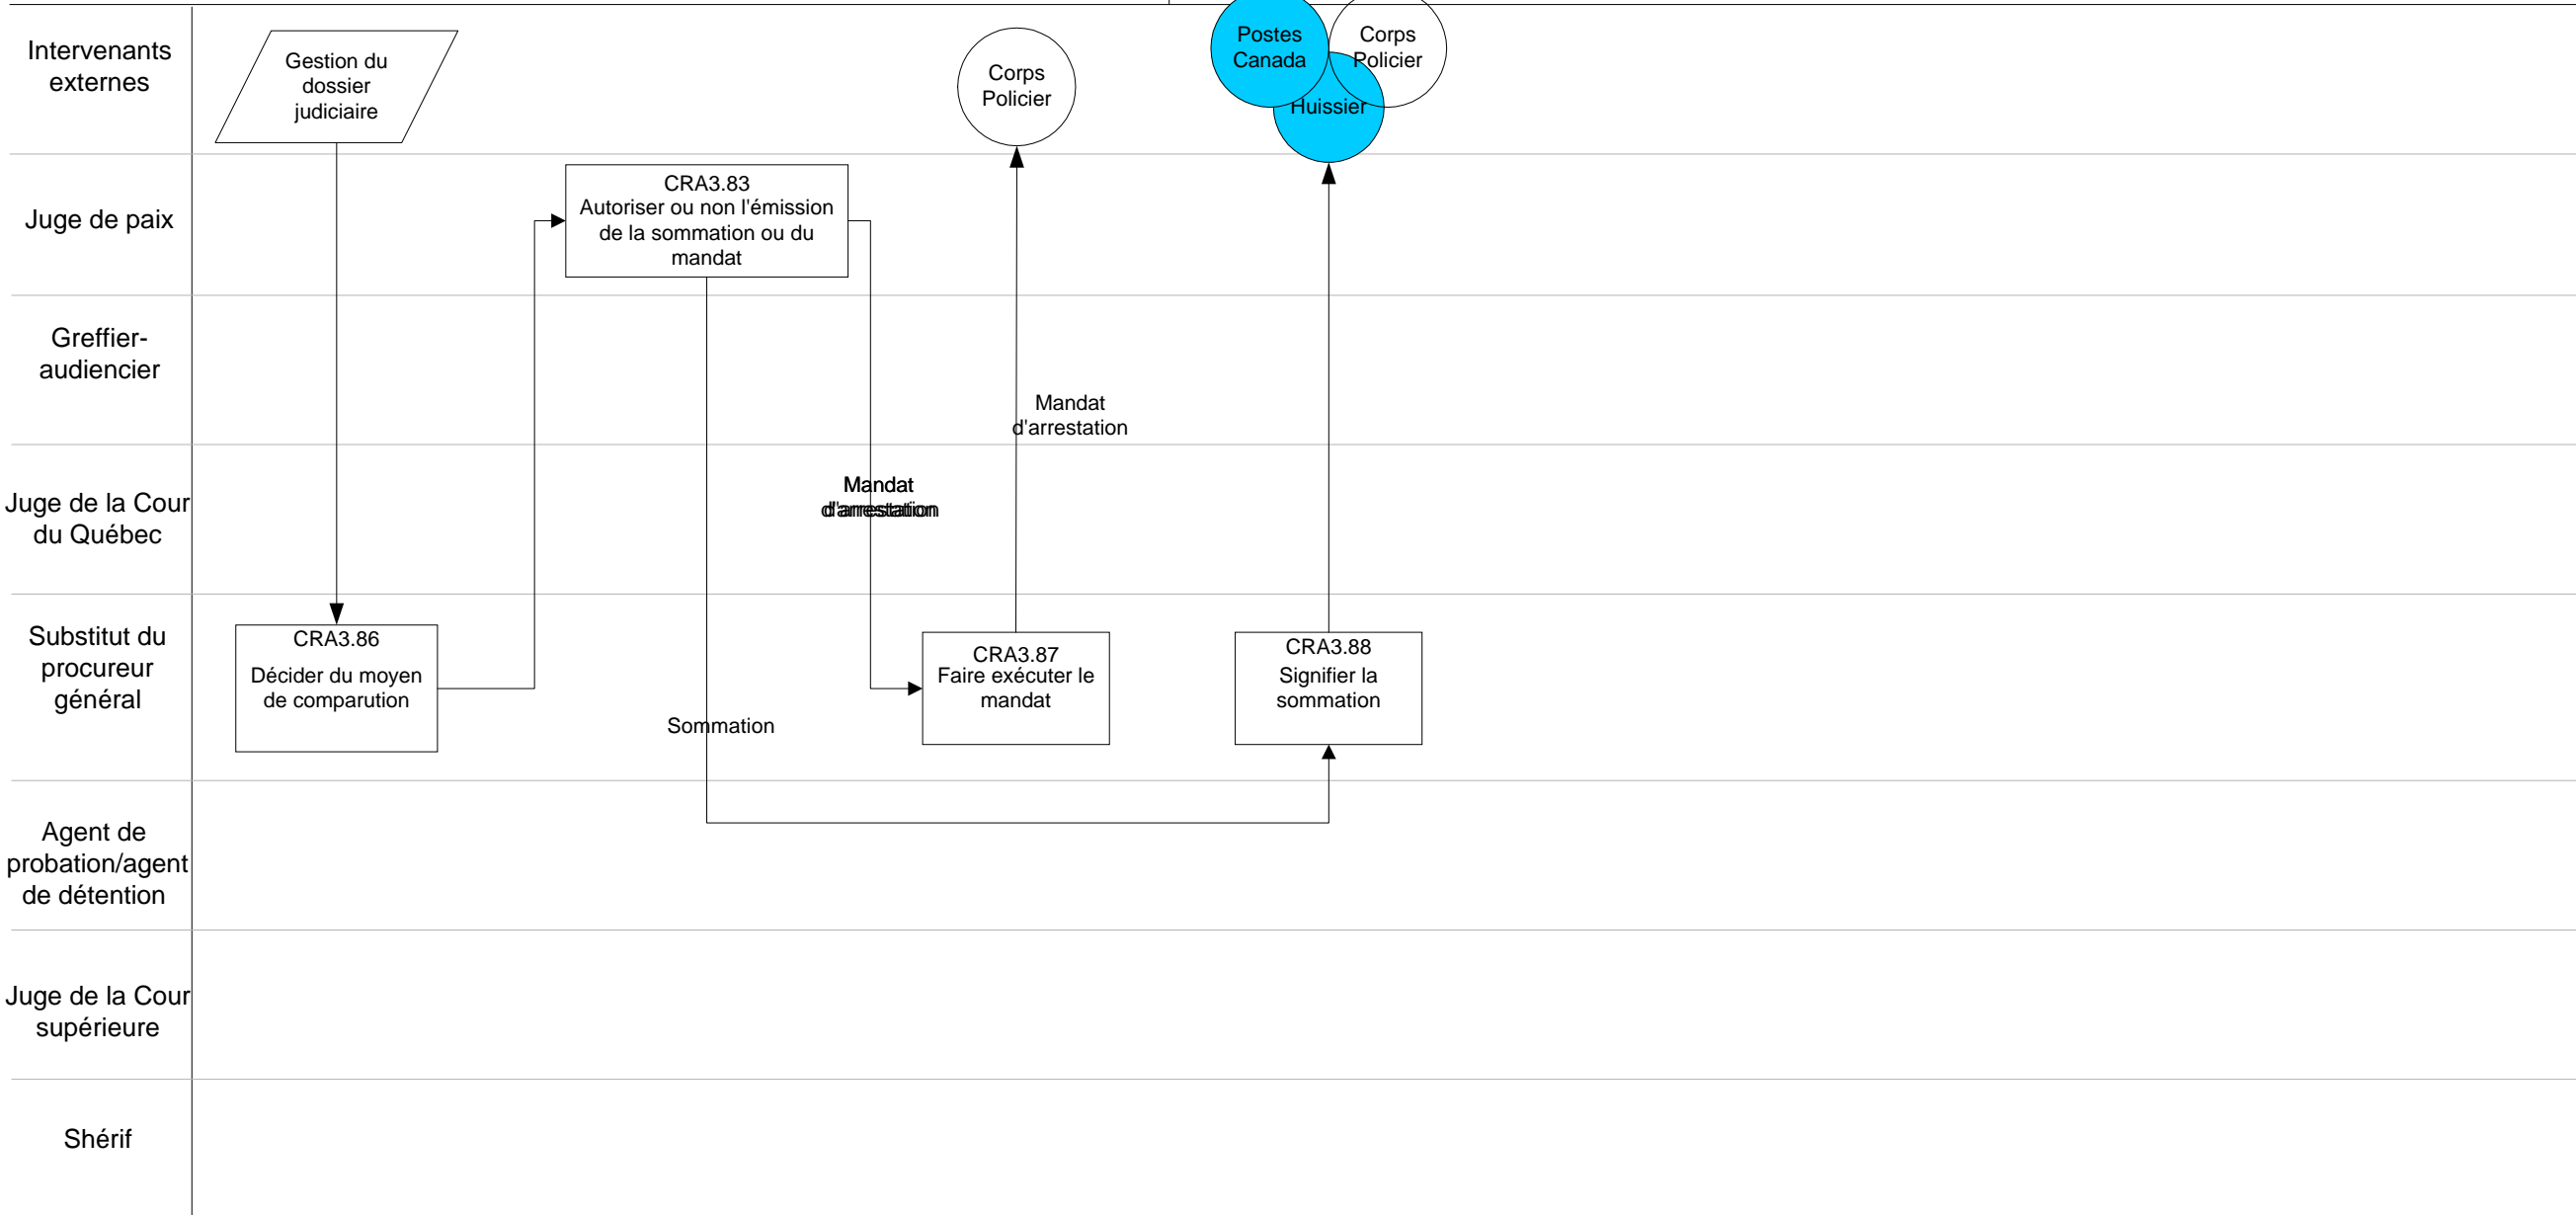 Intervenants
externes
Gestion du
dossier
judiciaire
Corps
Policier
Postes
Canada
Corps
Policier
Huissier
Juge de paix
CRA3.83
Autoriser ou non l'émission
de la sommation ou du
mandat
Greffier-
audiencier
Mandat
d'arrestation
Juge de la Cour
du Québec
Mandat
d'arrestation
Substitut du
procureur
général
CRA3.86
Décider du moyen
de comparution
Sommation
CRA3.87
Faire exécuter le
mandat
CRA3.88
Signifier la
sommation
Agent de
probation/agent
de détention
Juge de la Cour
supérieure
Shérif